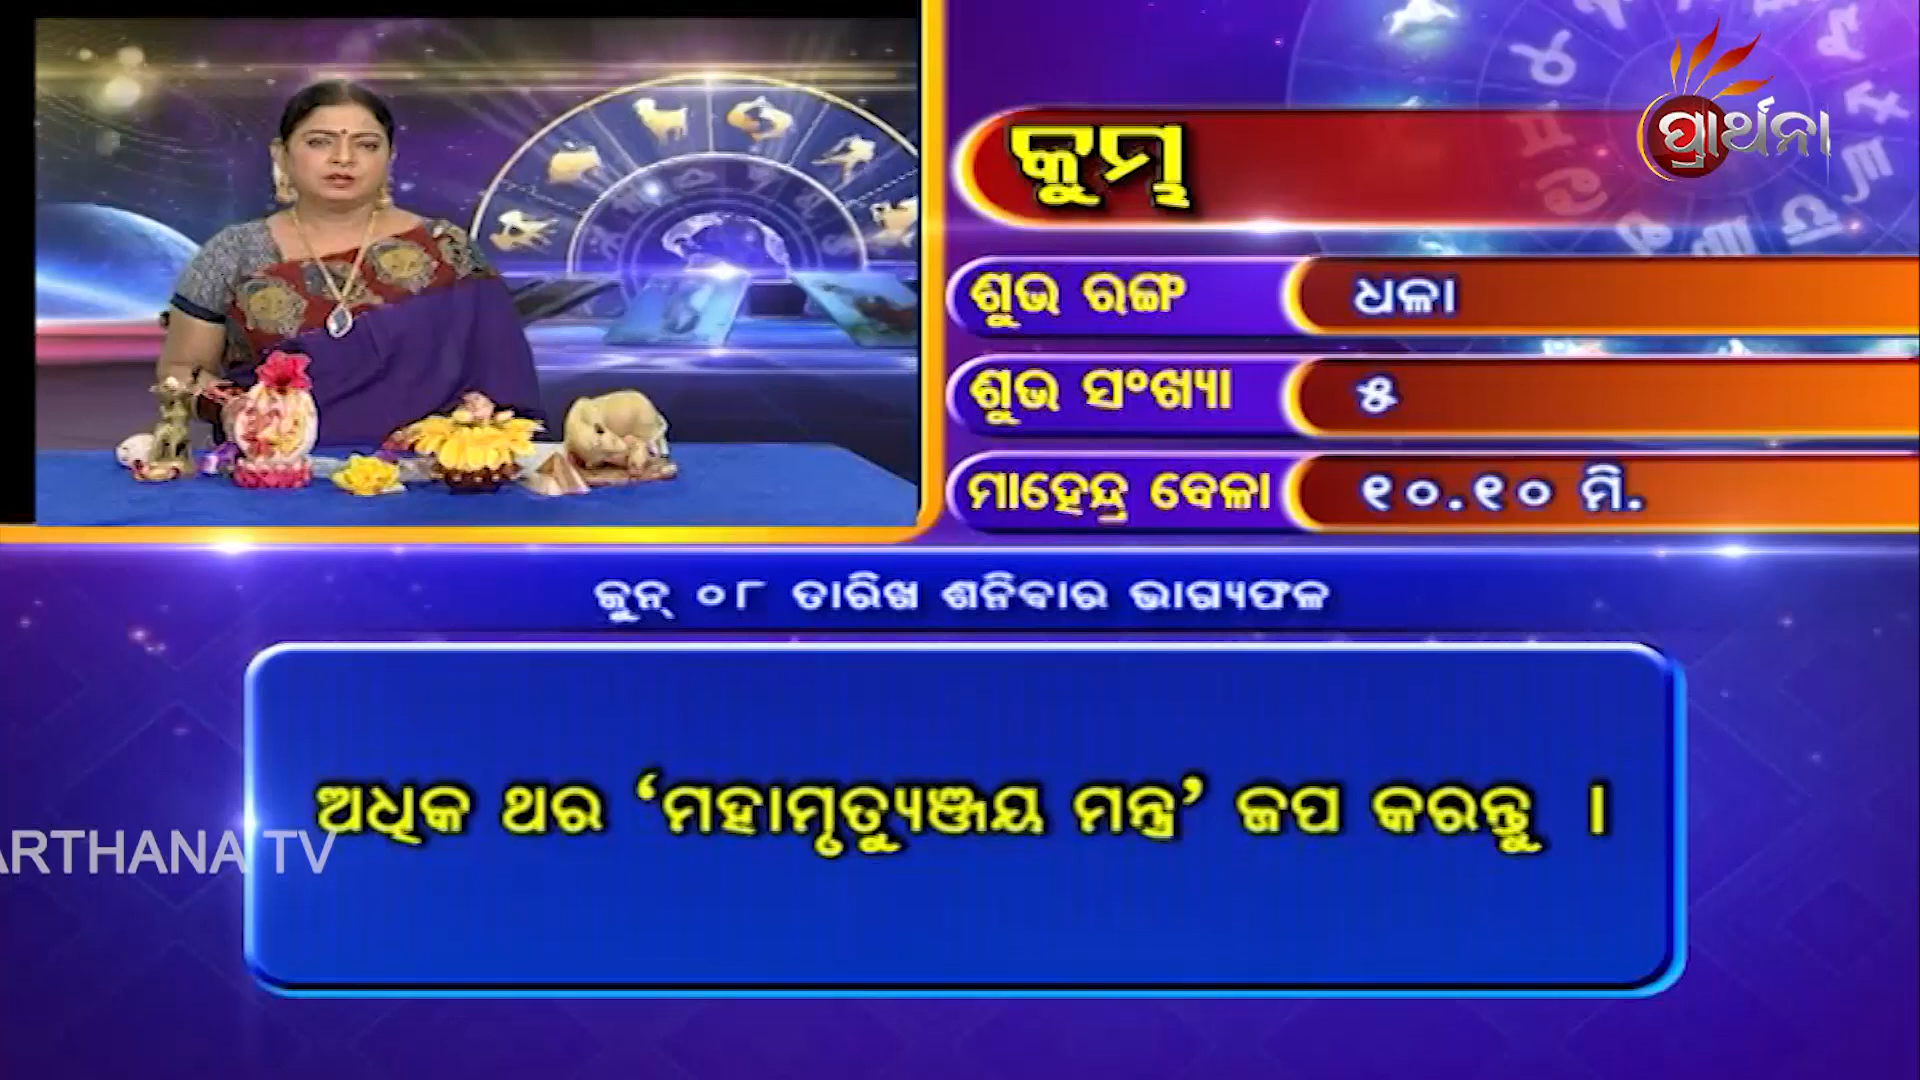 କୁମ୍ଭ
ପ୍ରାର୍ଥନା
ଶୁଭ ରଙ୍ଗ ଧଳା
ଶୁଭ ସଂଖ୍ୟା ୫
ମାହେନ୍ଦ୍ର ବେଳା ୧୦.୧୦ ମି.
ଜୁନ୍ ୦୮ ତାରିଖ ଶନିବାର ଭାଗ୍ୟଫଳ
ଅଧିକ ଥର ‘ମହାମୃତ୍ୟୁଞ୍ଜୟ ମନ୍ତ୍ର’ ଜପ କରନ୍ତୁ ।
ARTHANA TV